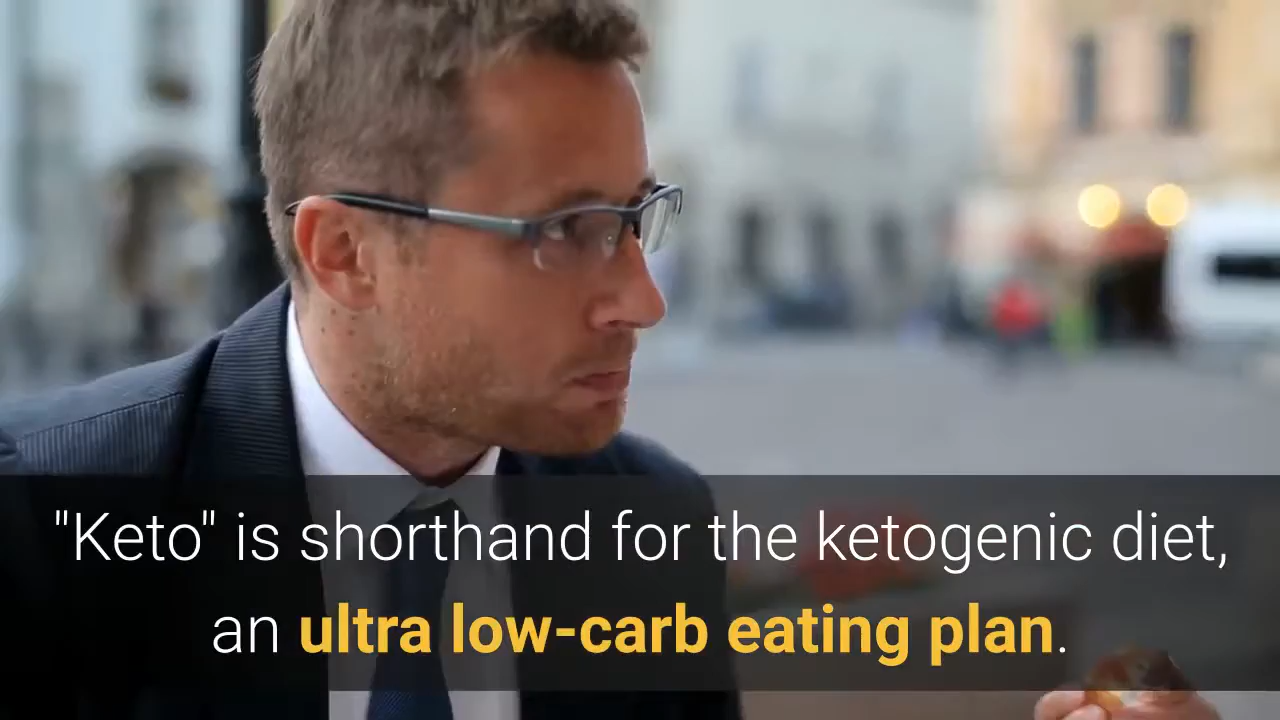 "Keto" is shorthand for the ketogenic diet,
an ultra low-carb eating plan.